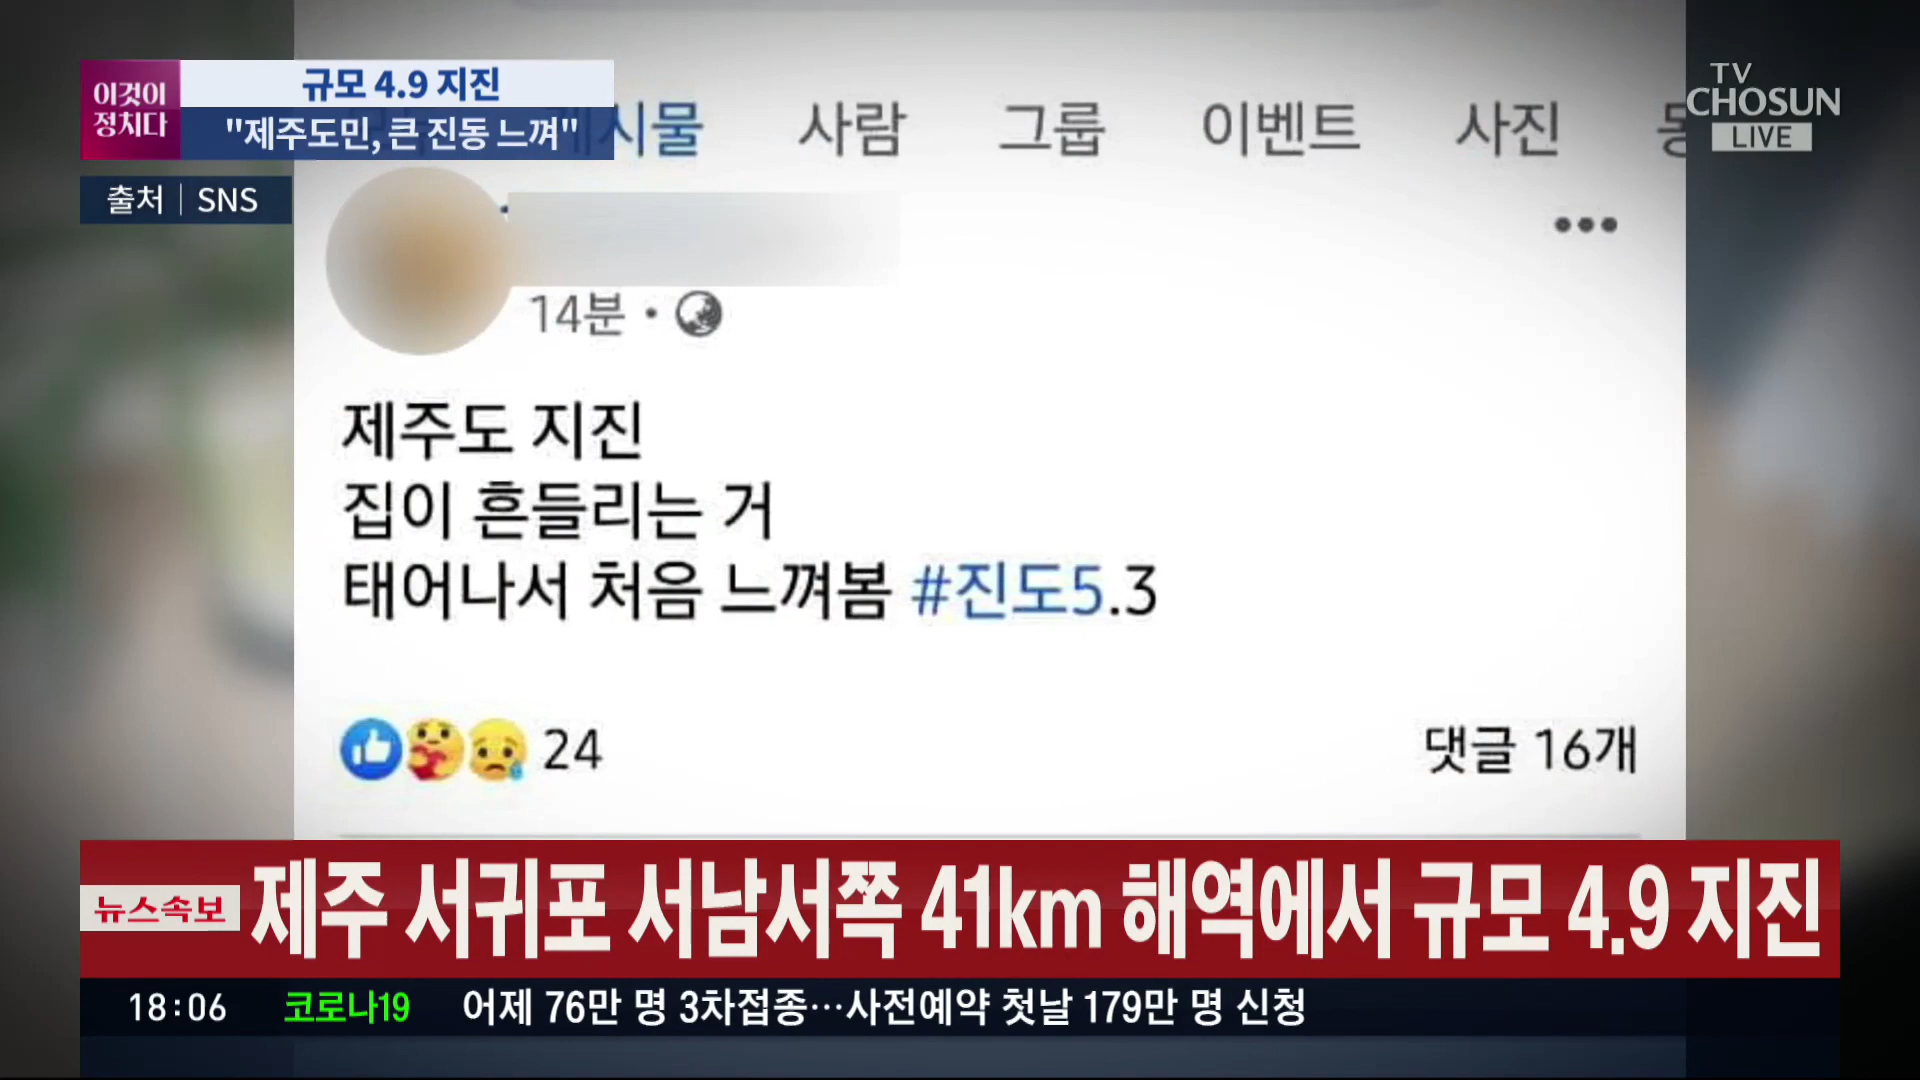 이것이
정치다
규모 4.9 지진
"제주도민, 큰 진동 느껴"
출처 | SNS
TV
CHOSUN
LIVE
게시물 사람 그룹 이벤트 사진
14분 ·
제주도 지진
집이 흔들리는 거
태어나서 처음 느껴봄 #진도5.3
24
댓글 16개
뉴스속보
제주 서귀포 서남서쪽 41km 해역에서 규모 4.9 지진
18:06 코로나19 어제 76만 명 3차접종…사전예약 첫날 179만 명 신청